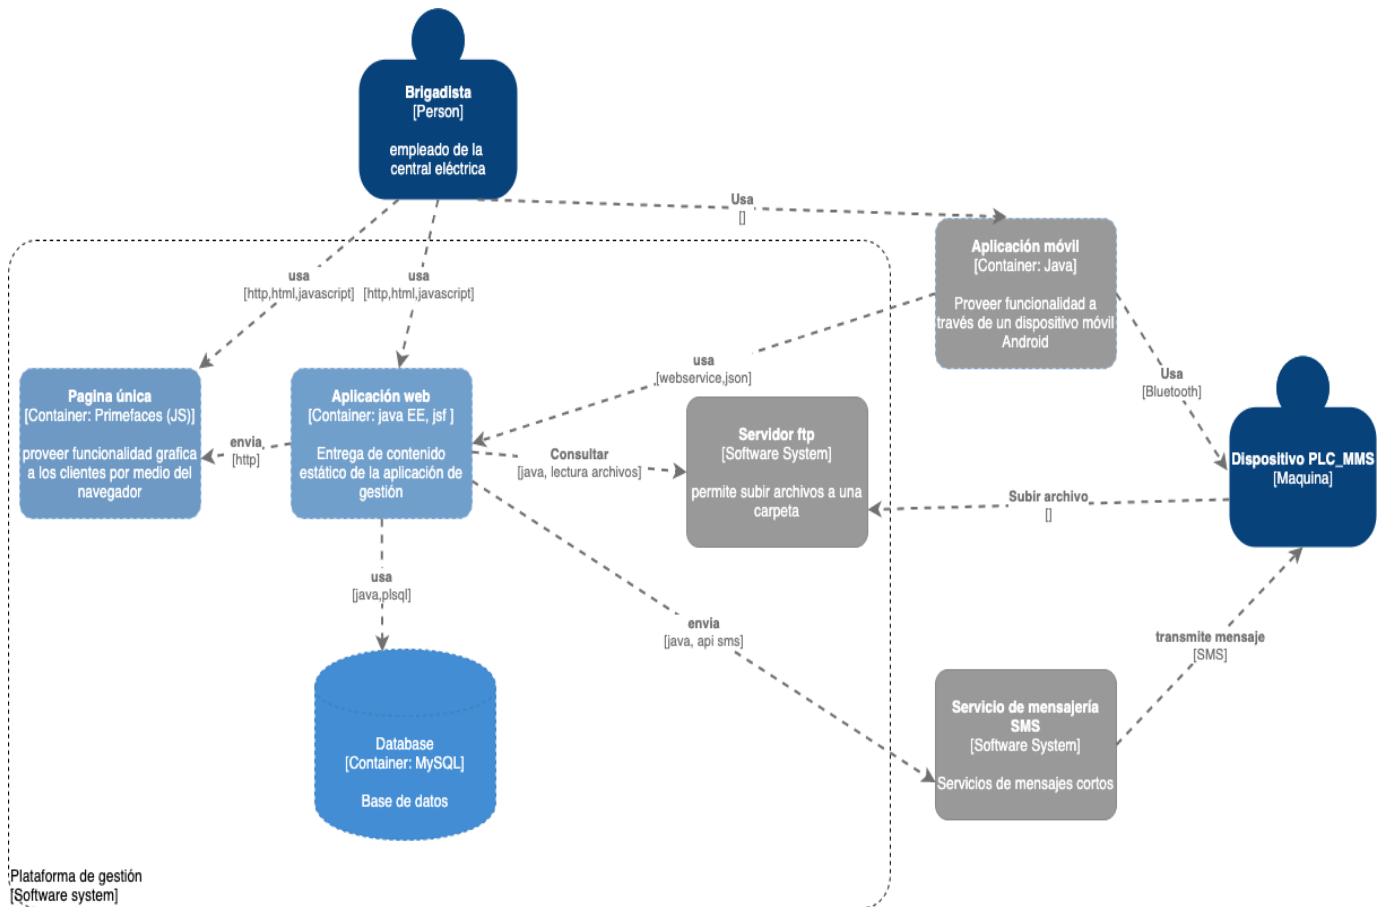 Brigadista
[Person]
empleado de la
central eléctrica
Usa
[]
Aplicación móvil
[Container: Java]
Proveer funcionalidad a
través de un dispositivo móvil
Android
usa
[http,html,javascript]
usa
[http,html,javascript]
usa
[webservice,json]
Usa
[Bluetooth]
Pagina única
[Container: Primefaces (JS)]
proveer funcionalidad grafica
a los clientes por medio del
navegador
envia
[http]
Aplicación web
[Container: java EE, jsf ]
Entrega de contenido
estático de la aplicación de
gestión
Consultar
[java, lectura archivos]
Servidor ftp
[Software System]
permite subir archivos a una
carpeta
Subir archivo
[]
Dispositivo PLC_MMS
[Maquina]
usa
[java,plsql]
envia
[java, api sms]
transmite mensaje
[SMS]
Database
[Container: MySQL]
Base de datos
Servicio de mensajería
SMS
[Software System]
Servicios de mensajes cortos
Plataforma de gestión
[Software system]